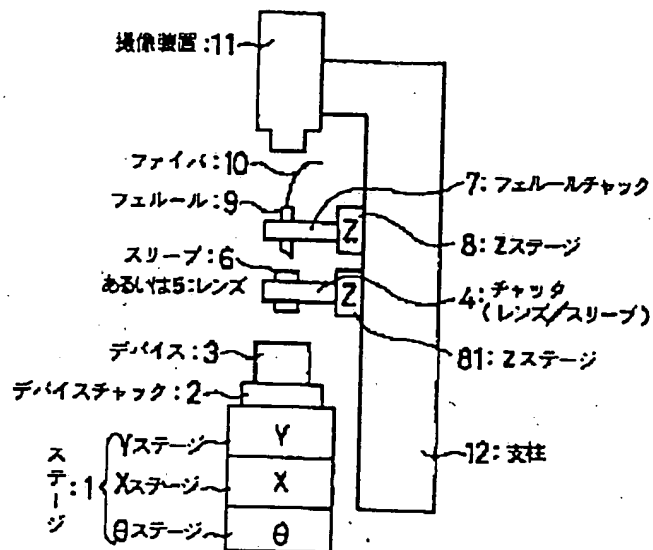 撮像装置:11
ファイバ:10
フェルール:9
7:フェルールチャック
Z
8:Zステージ
スリーブ:6
あるいは5:レンズ
Z
4:チャッタ
(レンズ/スリーブ)
81:Zステージ
デバイス:3
デバイスチャック:2
ステージ:1
Yステージ
Y
Xステージ
X
θステージ
θ
12:支柱